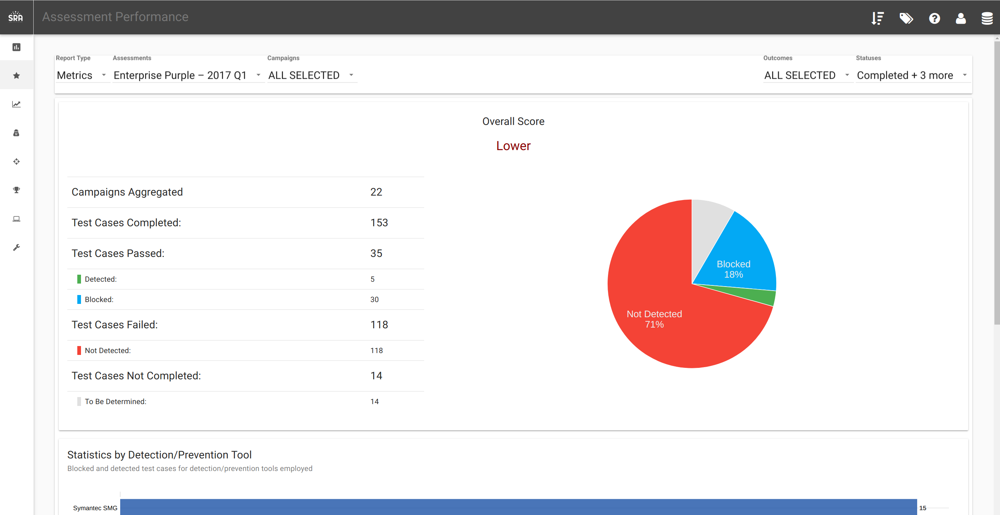 SRA
Assessment Performance
Report Type
Assessments
Campaigns
Outcomes
Statuses
Metrics
Enterprise Purple – 2017 Q1
ALL SELECTED
ALL SELECTED
Completed + 3 more
Overall Score
Lower
Campaigns Aggregated 22
Test Cases Completed: 153
Test Cases Passed: 35
Detected: 5
Blocked: 30
Test Cases Failed: 118
Not Detected: 118
Test Cases Not Completed: 14
To Be Determined: 14
Blocked
18%
Not Detected
71%
Statistics by Detection/Prevention Tool
Blocked and detected test cases for detection/prevention tools employed
Symantec SMG 15